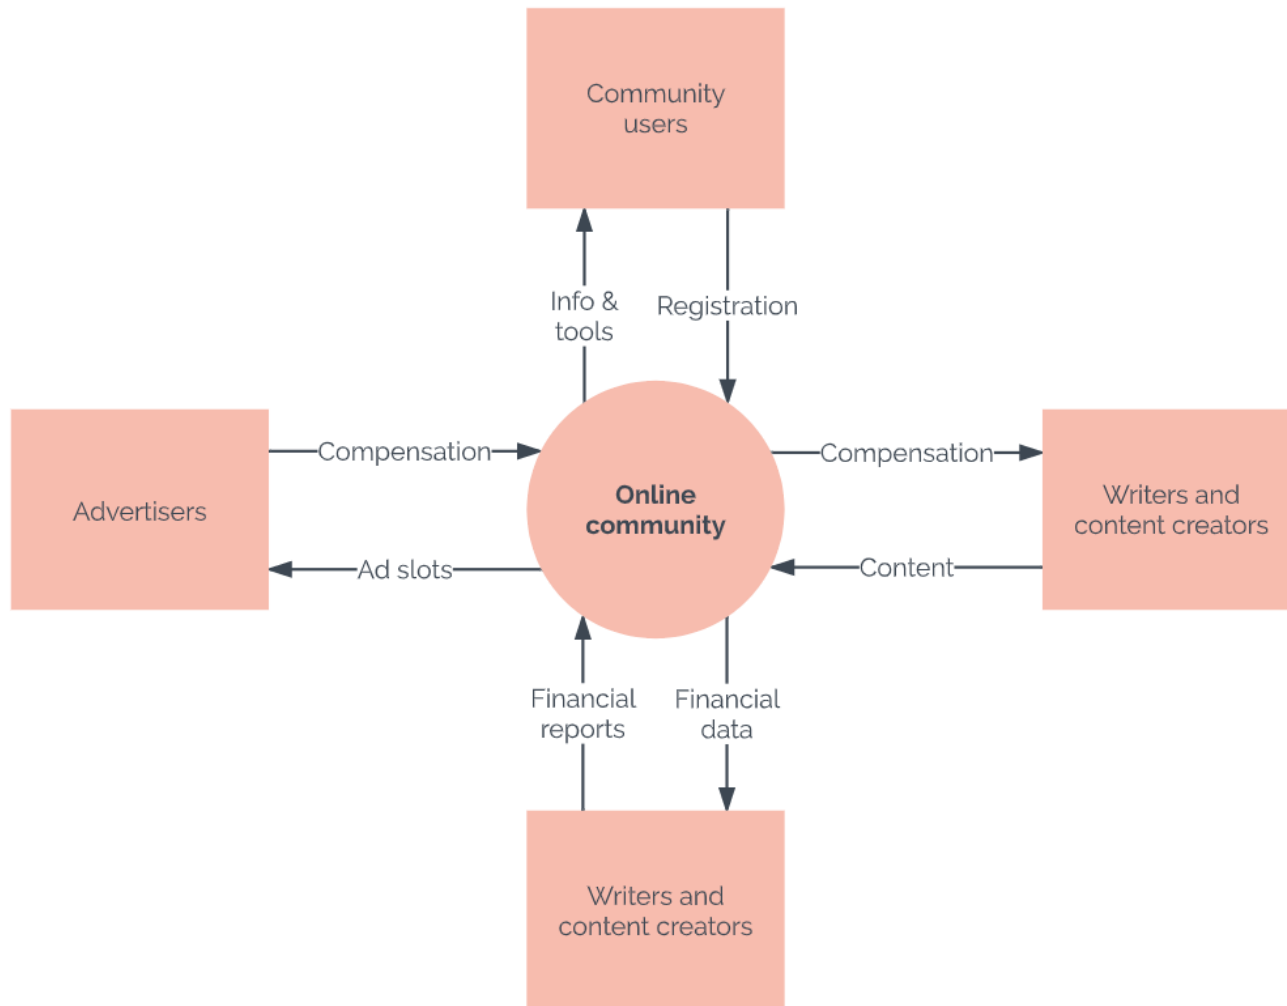 Community
users
Info &
tools
Registration
Compensation
Compensation
Advertisers
Online
community
Writers and
content creators
Ad slots
Content
Financial
reports
Financial
data
Writers and
content creators